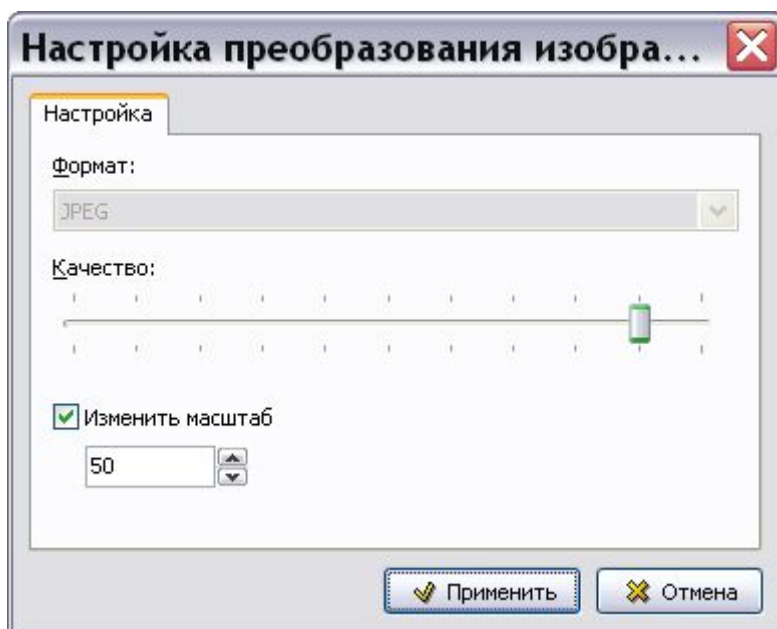 Настройка преобразования изобра...
Настройка
Формат:
JPEG
Качество:
Изменить масштаб
50
Применить
Отмена